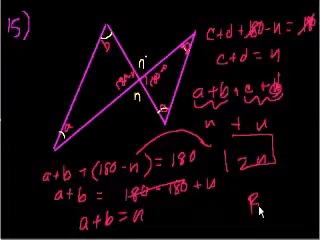 15)
b
n°
180-n
180-n
n
a
c+d+180-n = 180
c+d = n
a+b + c+d
n + n
2n
a+b + (180-n) = 180
a+b = 180-180+n
a+b = n
B